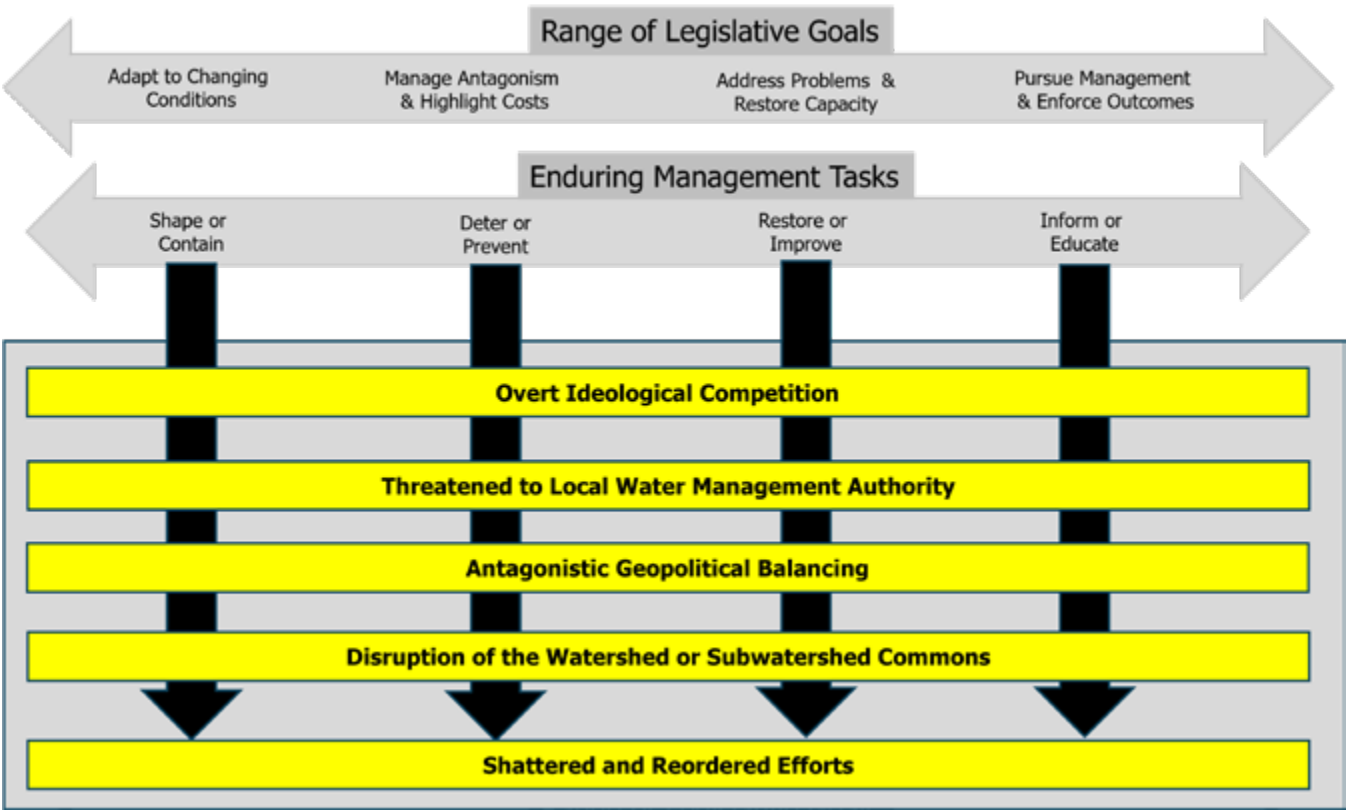 Range of Legislative Goals
Adapt to Changing
Conditions
Manage Antagonism
& Highlight Costs
Address Problems &
Restore Capacity
Pursue Management
& Enforce Outcomes
Enduring Management Tasks
Shape or
Contain
Deter or
Prevent
Restore or
Improve
Inform or
Educate
Overt Ideological Competition
Threatened to Local Water Management Authority
Antagonistic Geopolitical Balancing
Disruption of the Watershed or Subwatershed Commons
Shattered and Reordered Efforts